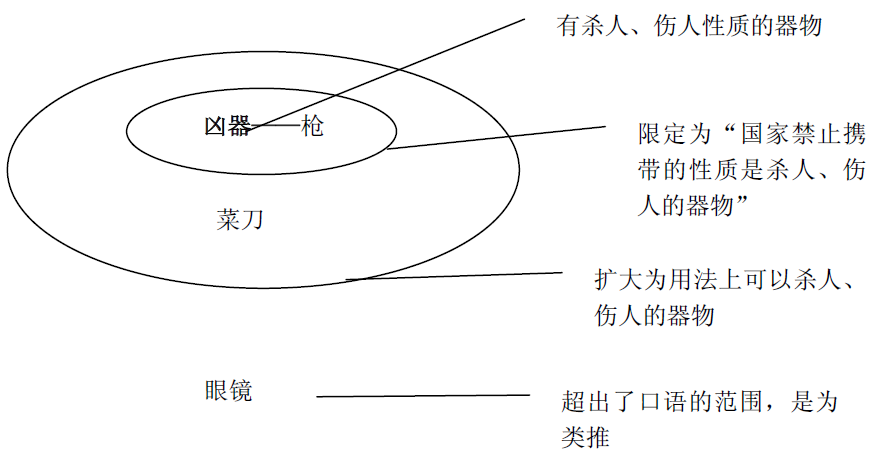 有杀人、伤人性质的器物
凶器——枪
限定为“国家禁止携
带的性质是杀人、伤
人的器物”
菜刀
扩大为用法上可以杀人、
伤人的器物
眼镜
超出了口语的范围，是为
类推